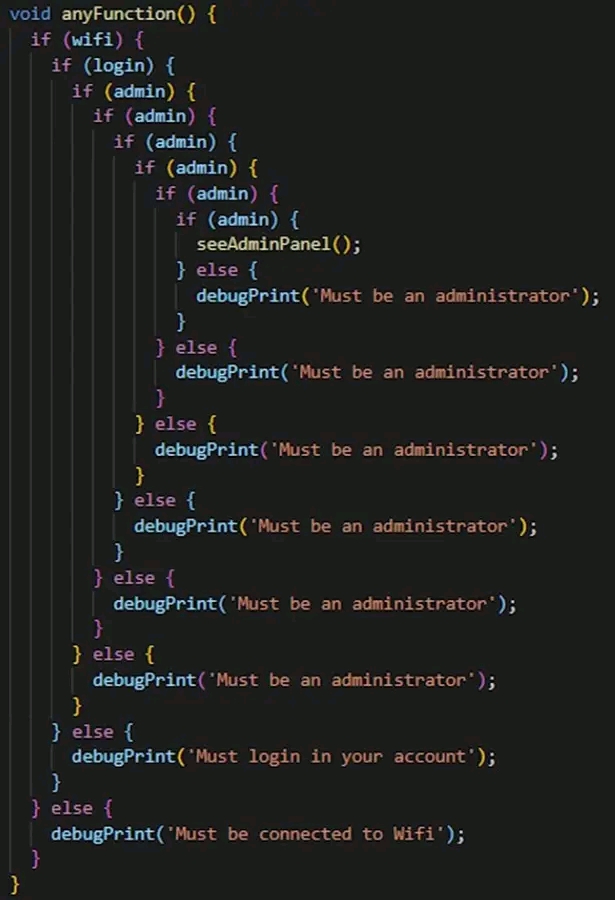 void anyFunction() {
  if (wifi) {
    if (login) {
      if (admin) {
        if (admin) {
          if (admin) {
            if (admin) {
              if (admin) {
                if (admin) {
                  seeAdminPanel();
                } else {
                  debugPrint('Must be an administrator');
                }
              } else {
                debugPrint('Must be an administrator');
              }
            } else {
              debugPrint('Must be an administrator');
            }
          } else {
            debugPrint('Must be an administrator');
          }
        } else {
          debugPrint('Must be an administrator');
        }
      } else {
        debugPrint('Must be an administrator');
      }
    } else {
      debugPrint('Must login in your account');
    }
  } else {
    debugPrint('Must be connected to Wifi');
  }
}